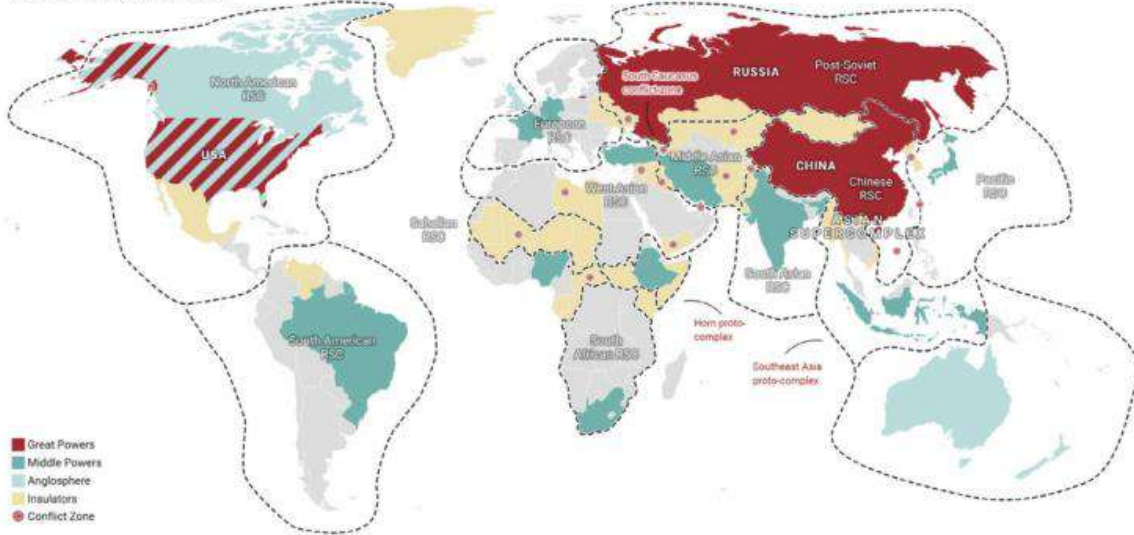 North American
RSC
USA
South American
RSC
European
RSC
South Caucasus
conflict zone
RUSSIA
Post-Soviet
RSC
Middle Asian
RSC
CHINA
Chinese
RSC
ASIAN
SUPERCOMPLEX
Pacific
RSC
West Asian
RSC
Sahelian
RSC
South Asian
RSC
South
African RSC
Horn proto-
complex
Southeast Asia
proto-complex
Great Powers
Middle Powers
Anglosphere
Insulators
Conflict Zone